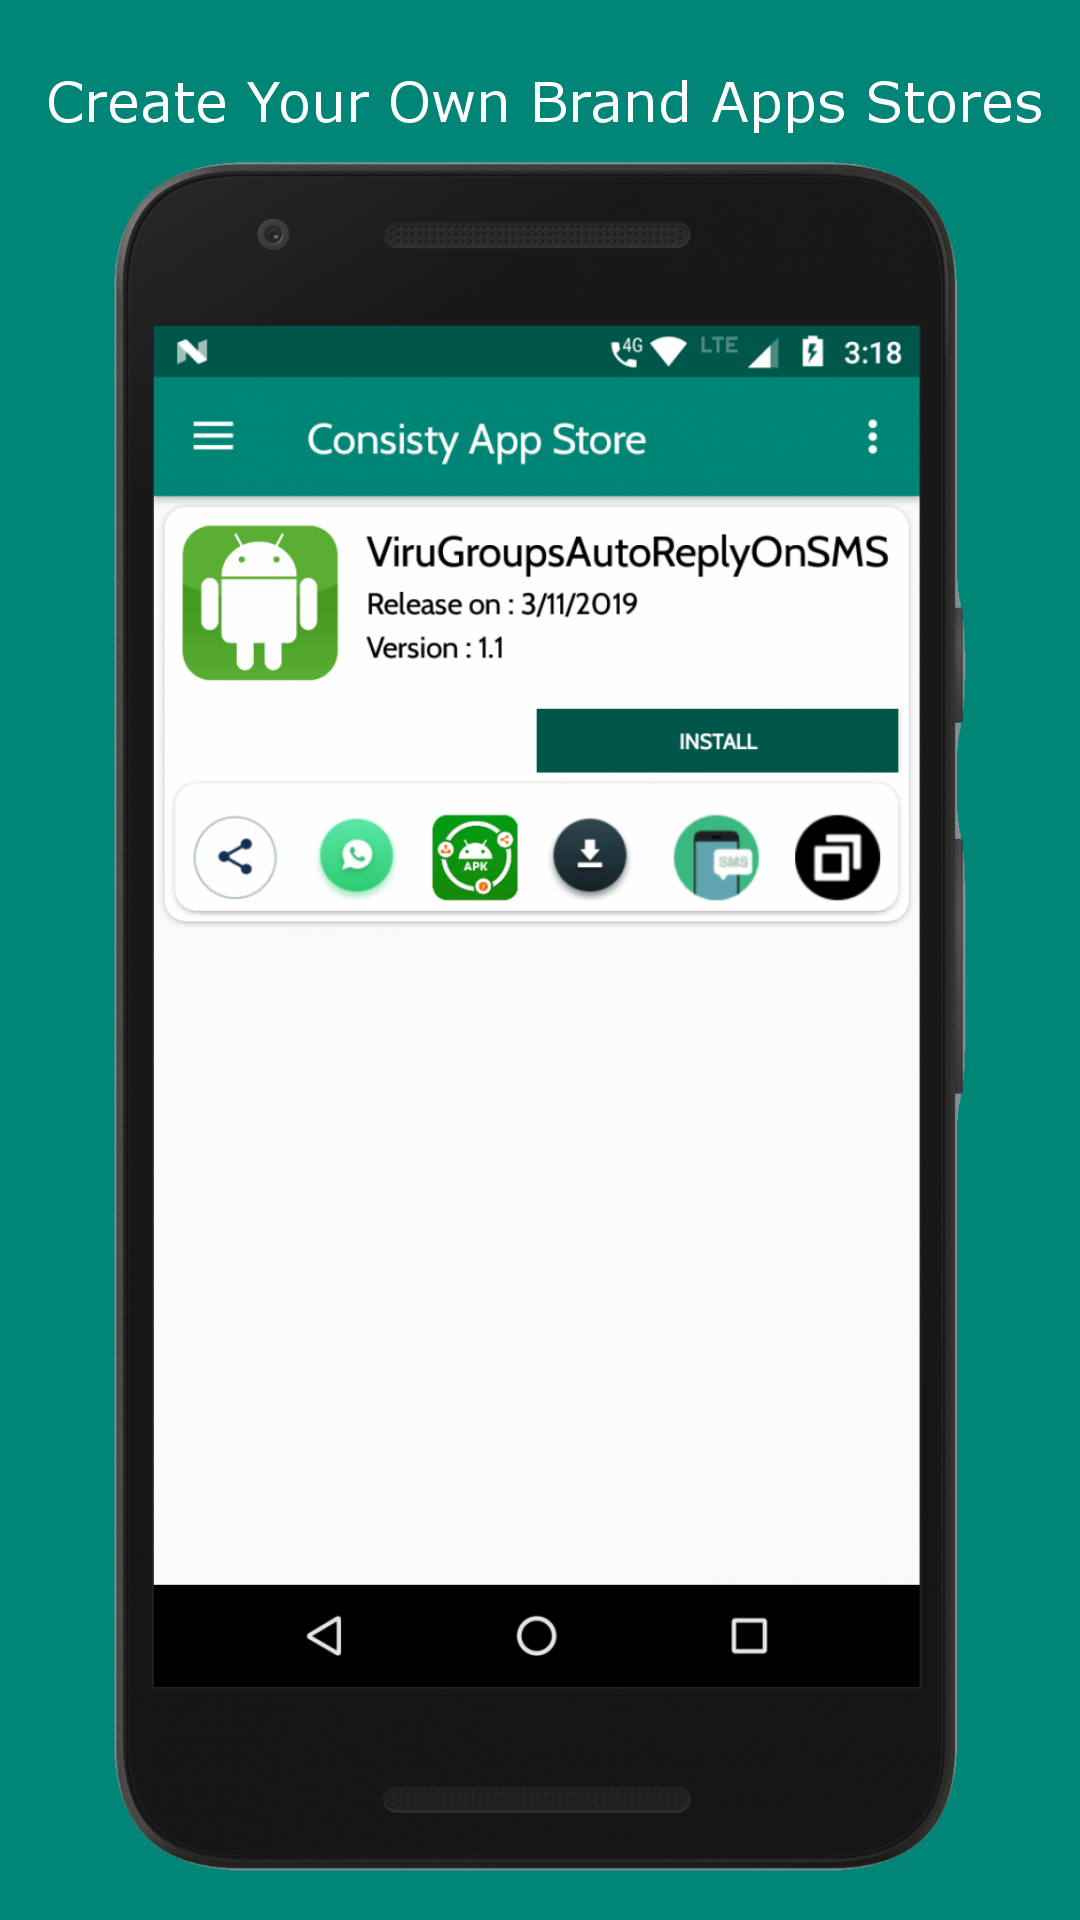 Create Your Own Brand Apps Stores
4G LTE 3:18
Consisty App Store
ViruGroupsAutoReplyOnSMS
Release on : 3/11/2019
Version : 1.1
INSTALL
APK
SMS